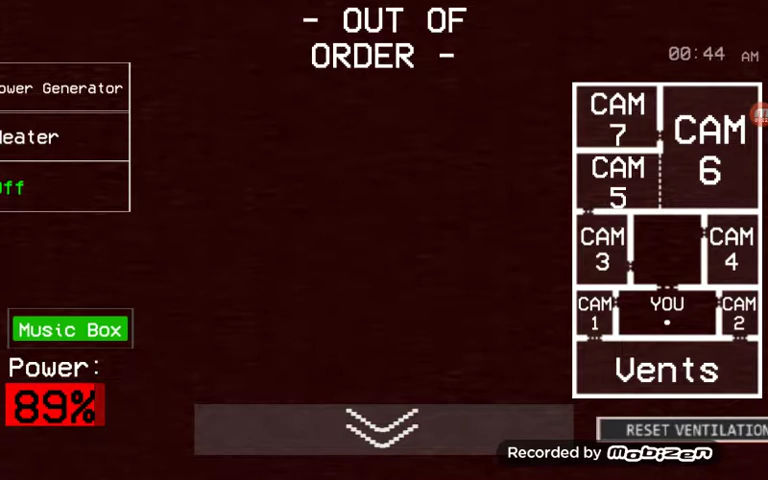 - OUT OF
ORDER -
00:44 AM
ower Generator
eater
ff
Music Box
Power:
89%
CAM
7
CAM
6
CAM
5
CAM
3
CAM
4
CAM
1
YOU
CAM
2
Vents
RESET VENTILATION
Recorded by Mobizen